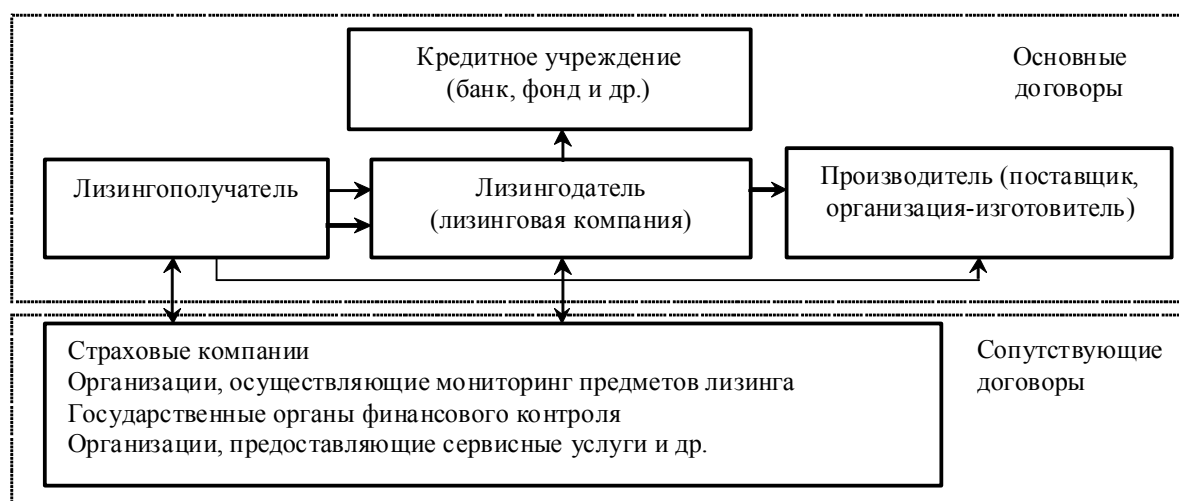 Кредитное учреждение
(банк, фонд и др.)
Основные
договоры
Лизингополучатель
Лизингодатель
(лизинговая компания)
Производитель (поставщик,
организация-изготовитель)
Страховые компании
Организации, осуществляющие мониторинг предметов лизинга
Государственные органы финансового контроля
Организации, предоставляющие сервисные услуги и др.
Сопутствующие
договоры